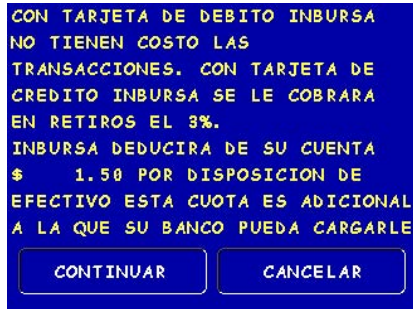 CON TARJETA DE DEBITO INBURSA
NO TIENEN COSTO LAS
TRANSACCIONES. CON TARJETA DE
CREDITO INBURSA SE LE COBRARA
EN RETIROS EL 3%.
INBURSA DEDUCIRA DE SU CUENTA
$ 1.50 POR DISPOSICION DE
EFECTIVO ESTA CUOTA ES ADICIONAL
A LA QUE SU BANCO PUEDA CARGARLE
CONTINUAR CANCELAR